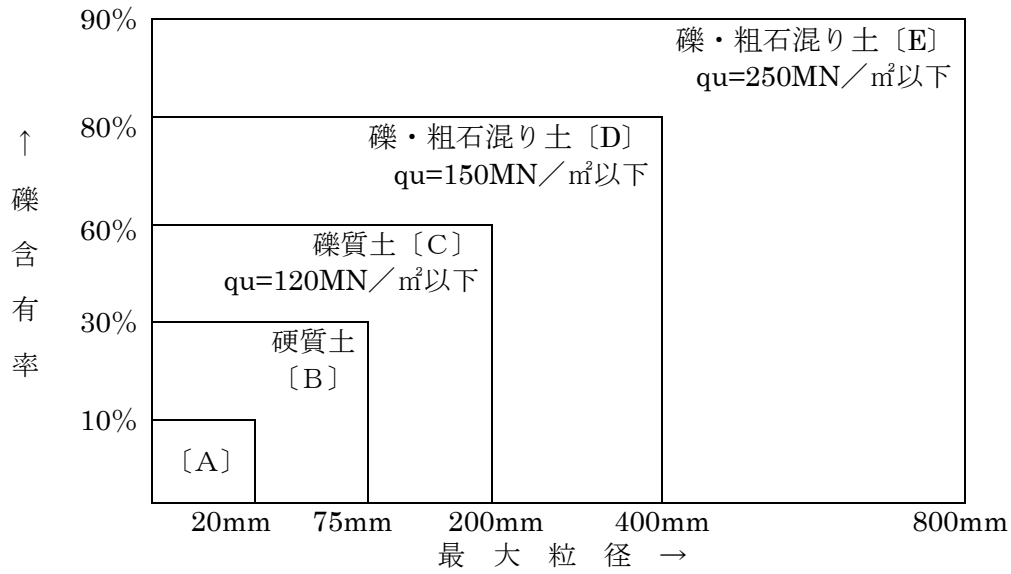 90%
礫・粗石混り土〔E〕
qu=250MN／㎡以下
80%
礫・粗石混り土〔D〕
qu=150MN／㎡以下
60%
礫質土〔C〕
qu=120MN／㎡以下
30%
硬質土
〔B〕
10%
〔A〕
↑礫含有率
20mm 75mm 200mm 400mm 800mm
最大粒径→